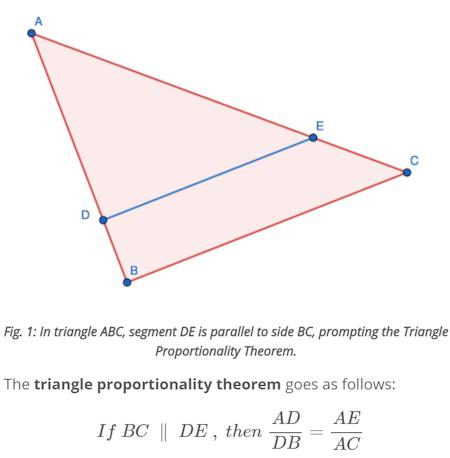 A
E
C
D
B
Fig. 1: In triangle ABC, segment DE is parallel to side BC, prompting the Triangle
Proportionality Theorem.
The triangle proportionality theorem goes as follows:
If BC ∥ DE , then AD/DB = AE/AC